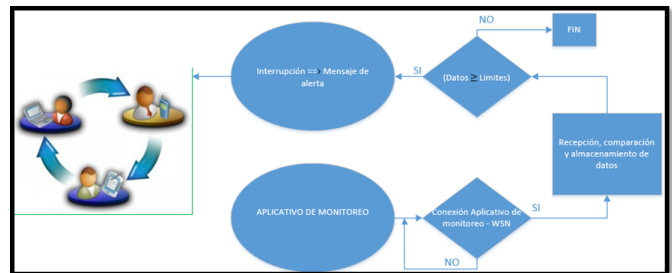 NO
FIN
Interrupción ==> Mensaje de
alerta
SI
(Datos ≥ Limites)
Recepción, comparación
y almacenamiento de
datos
APLICATIVO DE MONITOREO
Conexión Aplicativo de
monitoreo - WSN
SI
NO